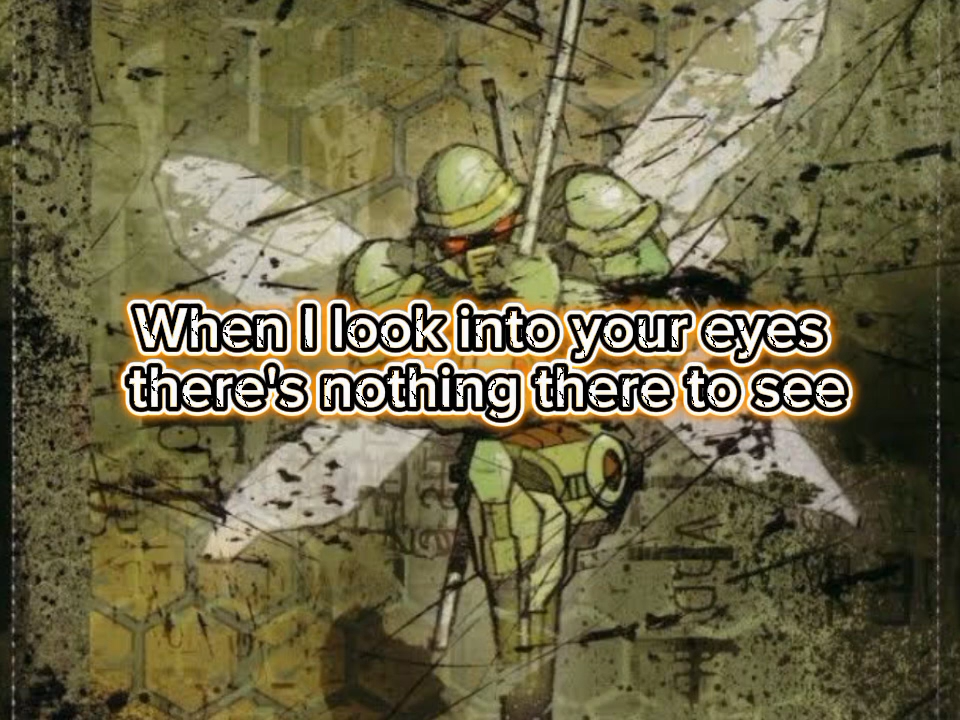 When I look into your eyes
there's nothing there to see